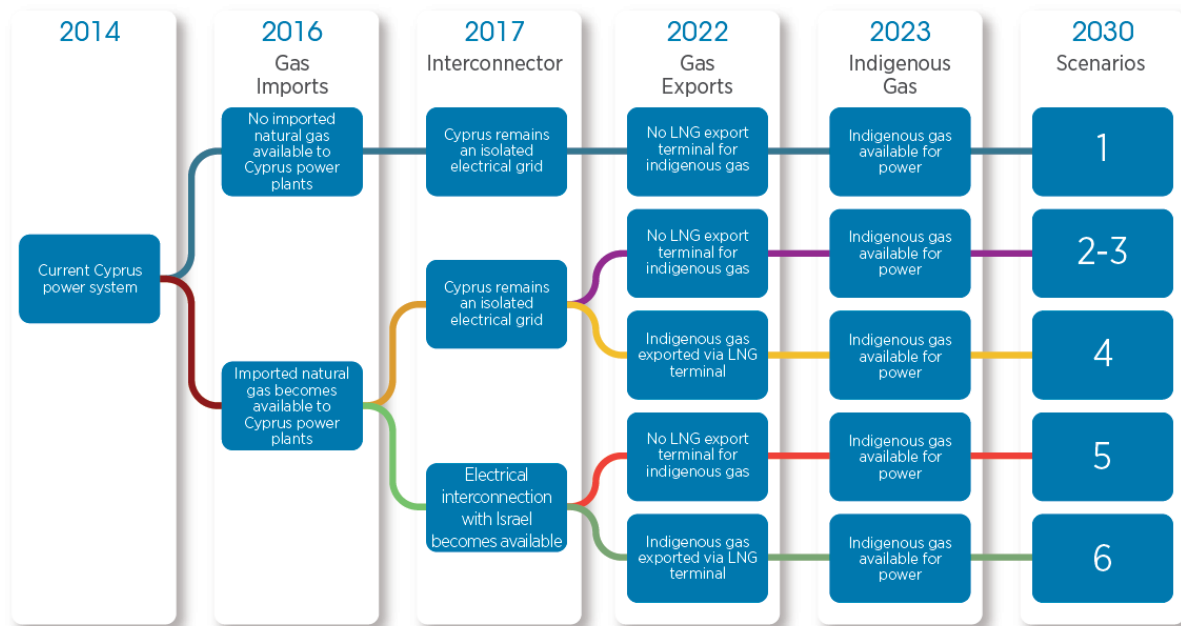 2014
Current Cyprus
power system
2016
Gas
Imports
No imported
natural gas
available to
Cyprus power
plants
Imported natural
gas becomes
available to
Cyprus power
plants
2017
Interconnector
Cyprus remains
an isolated
electrical grid
Cyprus remains
an isolated
electrical grid
Electrical
interconnection
with Israel
becomes available
2022
Gas
Exports
No LNG export
terminal for
indigenous gas
No LNG export
terminal for
indigenous gas
Indigenous gas
exported via LNG
terminal
No LNG export
terminal for
indigenous gas
Indigenous gas
exported via LNG
terminal
2023
Indigenous
Gas
Indigenous gas
available for
power
Indigenous gas
available for
power
Indigenous gas
available for
power
Indigenous gas
available for
power
Indigenous gas
available for
power
2030
Scenarios
1
2-3
4
5
6